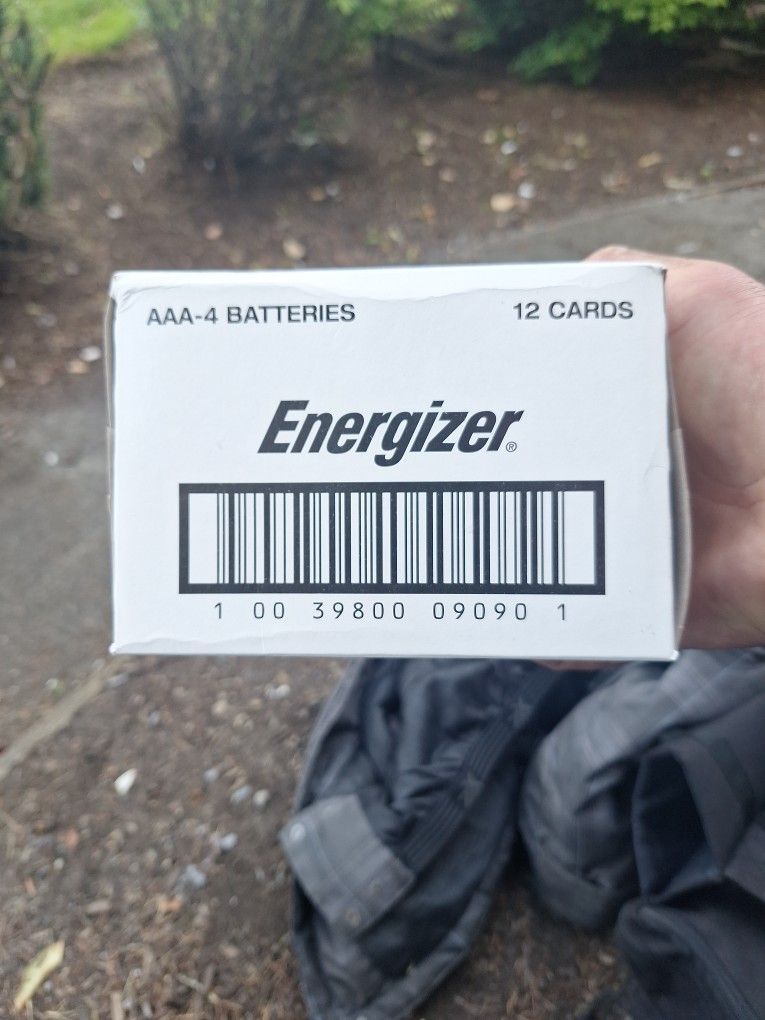 AAA-4 BATTERIES 12 CARDS
Energizer®
1 00 39800 09090 1